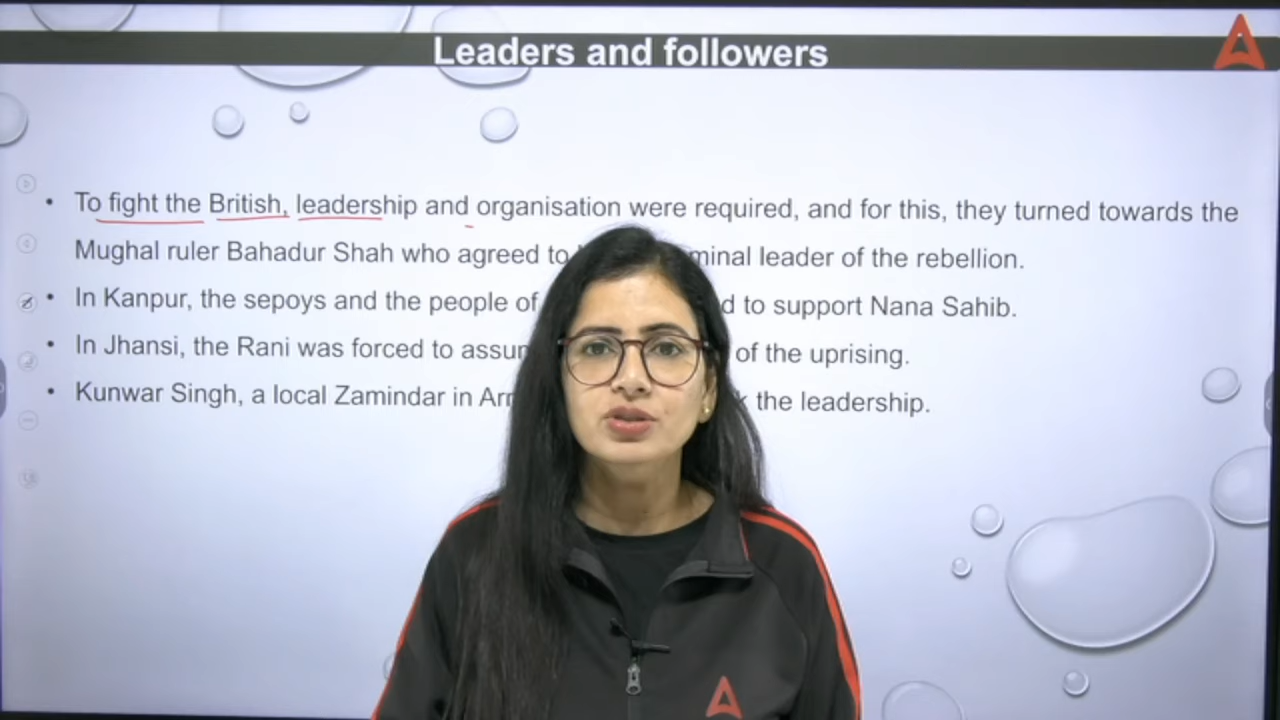 Leaders and followers
• To fight the British, leadership and organisation were required, and for this, they turned towards the
Mughal ruler Bahadur Shah who agreed to leader of the rebellion.
• In Kanpur, the sepoys and the people of to support Nana Sahib.
• In Jhansi, the Rani was forced to of the uprising.
• Kunwar Singh, a local Zamindar in the leadership.